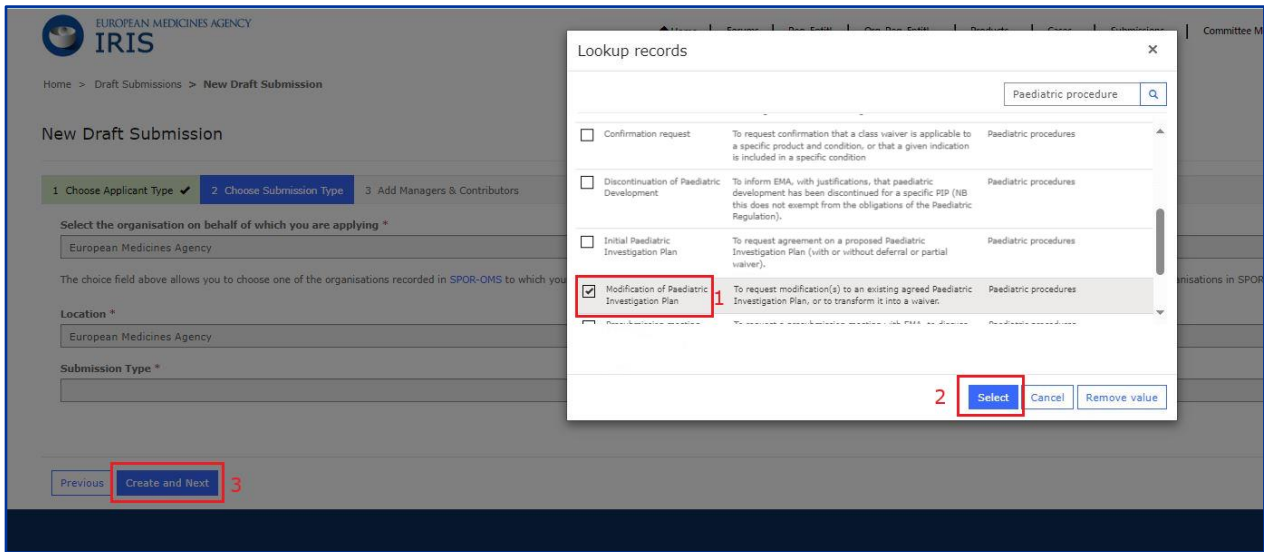 EUROPEAN MEDICINES AGENCY
IRIS
Products
Cases
Submissions
Committee M
Home > Draft Submissions > New Draft Submission
New Draft Submission
1 Choose Applicant Type ✔
2 Choose Submission Type
3 Add Managers & Contributors
Select the organisation on behalf of which you are applying *
European Medicines Agency
The choice field above allows you to choose one of the organisations recorded in SPOR-OMS to which you
anisations in SPOR
Location *
European Medicines Agency
Submission Type *
Previous
Create and Next
3
Lookup records
×
Paediatric procedure
Confirmation request
To request confirmation that a class waiver is applicable to
a specific product and condition, or that a given indication
is included in a specific condition
Paediatric procedures
Discontinuation of Paediatric
Development
To inform EMA, with justifications, that paediatric
development has been discontinued for a specific PIP (NB
this does not exempt from the obligations of the Paediatric
Regulation).
Paediatric procedures
Initial Paediatric
Investigation Plan
To request agreement on a proposed Paediatric
Investigation Plan (with or without deferral or partial
waiver).
Paediatric procedures
Modification of Paediatric
Investigation Plan
1
To request modification(s) to an existing agreed Paediatric
Investigation Plan, or to transform it into a waiver.
Paediatric procedures
2
Select
Cancel
Remove value